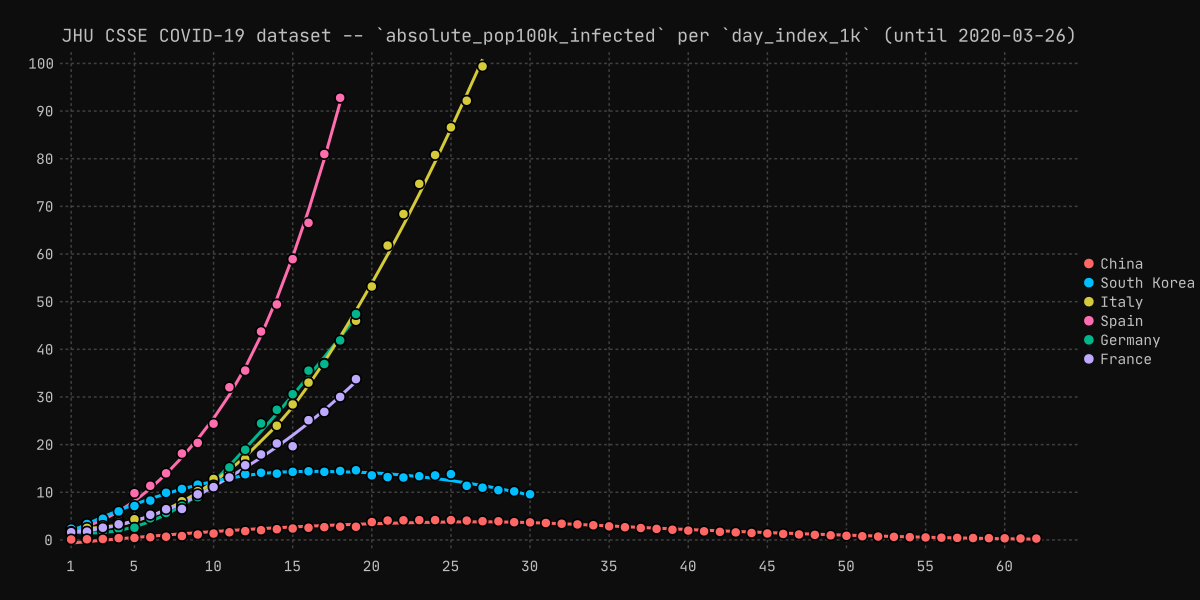 JHU CSSE COVID-19 dataset -- `absolute_pop100k_infected` per `day_index_1k` (until 2020-03-26)
100
90
80
70
60
50
40
30
20
10
0
1 5 10 15 20 25 30 35 40 45 50 55 60
China
South Korea
Italy
Spain
Germany
France